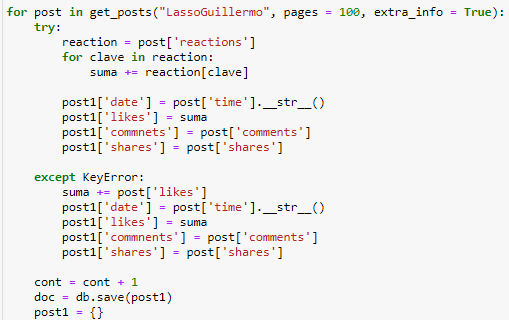 for post in get_posts("LassoGuillermo", pages = 100, extra_info = True):
    try:
        reaction = post['reactions']
        for clave in reaction:
            suma += reaction[clave]

        post1['date'] = post['time'].__str__()
        post1['likes'] = suma
        post1['commnets'] = post['comments']
        post1['shares'] = post['shares']

    except KeyError:
        suma += post['likes']
        post1['date'] = post['time'].__str__()
        post1['likes'] = suma
        post1['commnents'] = post['comments']
        post1['shares'] = post['shares']

    cont = cont + 1
    doc = db.save(post1)
    post1 = {}